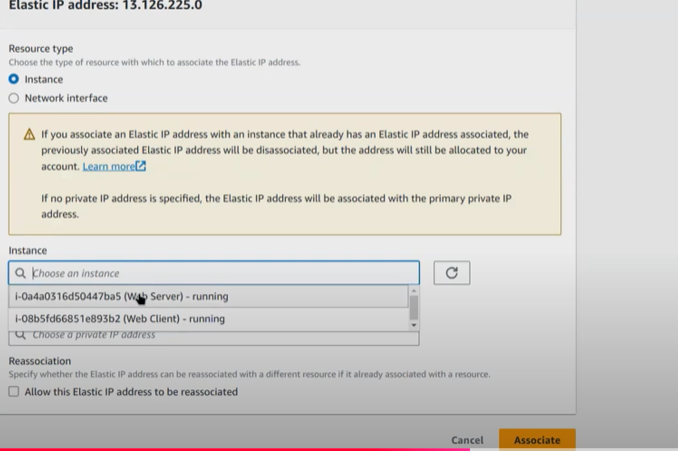 Elastic IP address: 13.126.225.0
Resource type
Choose the type of resource with which to associate the Elastic IP address.
Instance
Network interface
If you associate an Elastic IP address with an instance that already has an Elastic IP address associated, the
previously associated Elastic IP address will be disassociated, but the address will still be allocated to your
account. Learn more
If no private IP address is specified, the Elastic IP address will be associated with the primary private IP
address.
Instance
Choose an instance
i-0a4a0316d50447ba5 (Web Server) - running
i-08b5fd66851e893b2 (Web Client) - running
Choose a private IP address
Reassociation
Specify whether the Elastic IP address can be reassociated with a different resource if it already associated with a resource.
Allow this Elastic IP address to be reassociated
Cancel
Associate